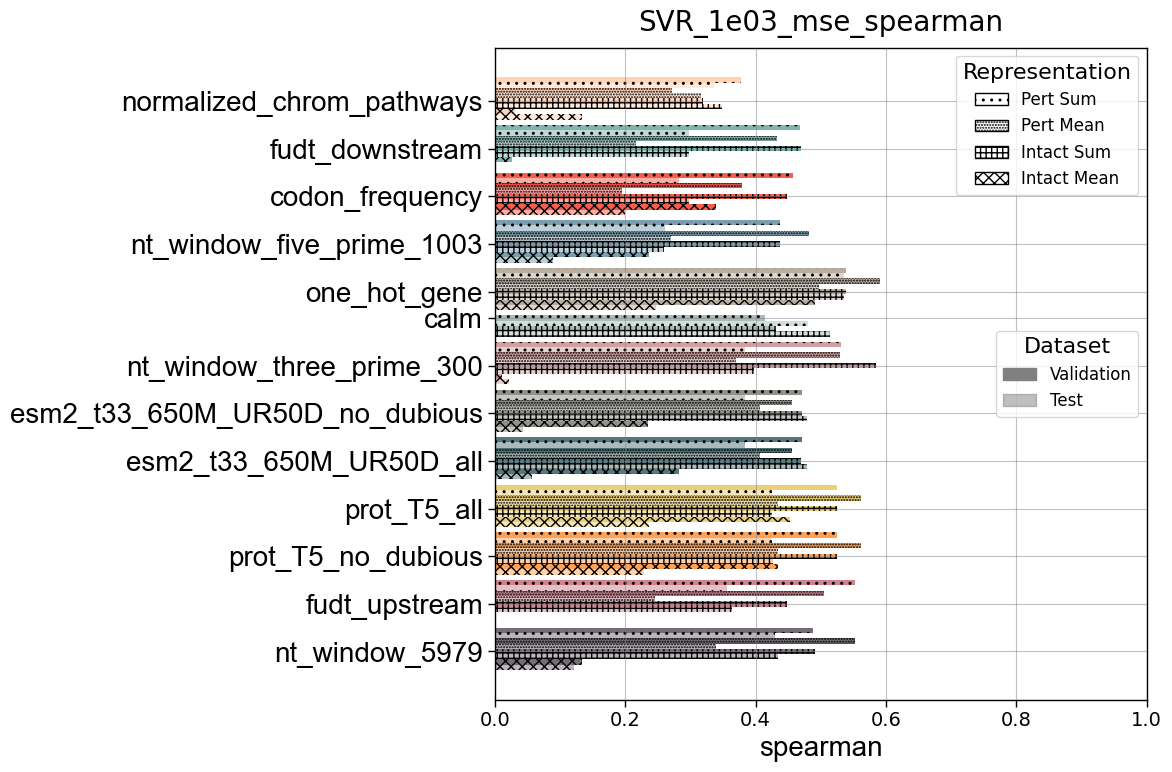 SVR_1e03_mse_spearman
normalized_chrom_pathways
fudt_downstream
codon_frequency
nt_window_five_prime_1003
one_hot_gene
calm
nt_window_three_prime_300
esm2_t33_650M_UR50D_no_dubious
esm2_t33_650M_UR50D_all
prot_T5_all
prot_T5_no_dubious
fudt_upstream
nt_window_5979
Representation
Pert Sum
Pert Mean
Intact Sum
Intact Mean
Dataset
Validation
Test
0.0 0.2 0.4 0.6 0.8 1.0
spearman